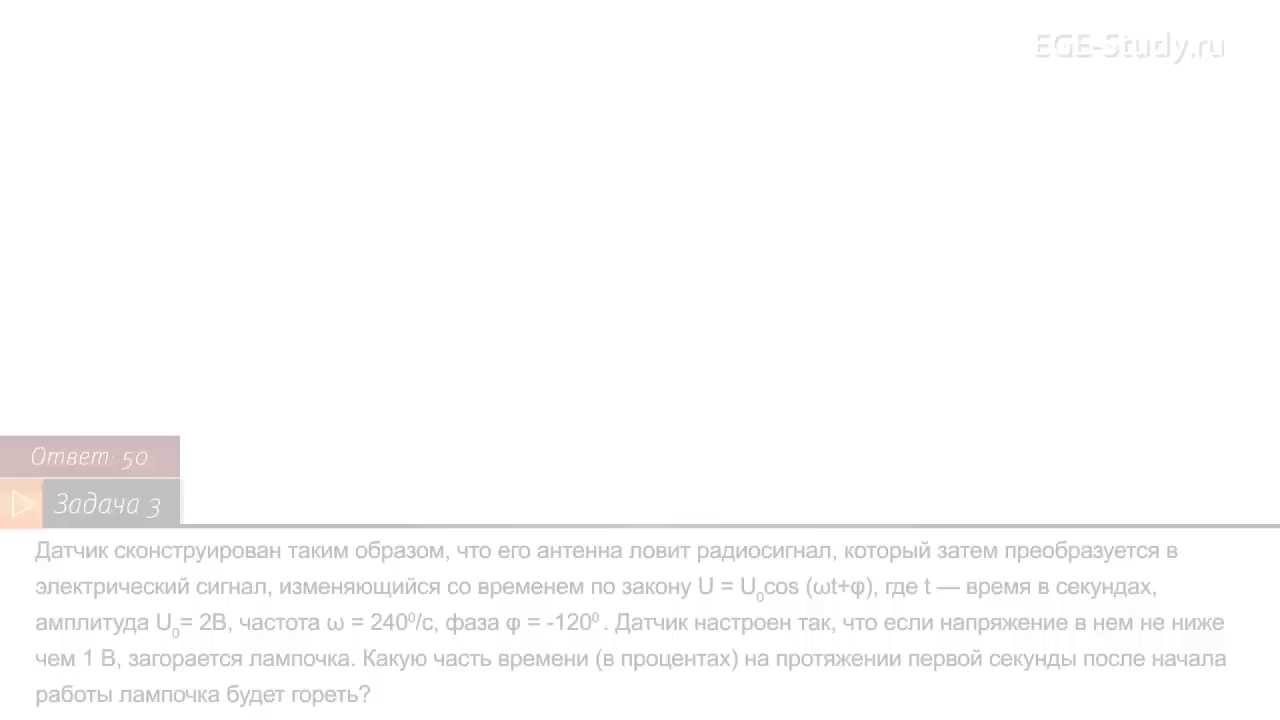 EGE-Study.ru
Ответ: 50
Задача 3
Датчик сконструирован таким образом, что его антенна ловит радиосигнал, который затем преобразуется в
электрический сигнал, изменяющийся со временем по закону U = U₀cos (ωt+φ), где t — время в секундах,
амплитуда U₀= 2В, частота ω = 240⁰/с, фаза φ = -120⁰ . Датчик настроен так, что если напряжение в нем не ниже
чем 1 В, загорается лампочка. Какую часть времени (в процентах) на протяжении первой секунды после начала
работы лампочка будет гореть?